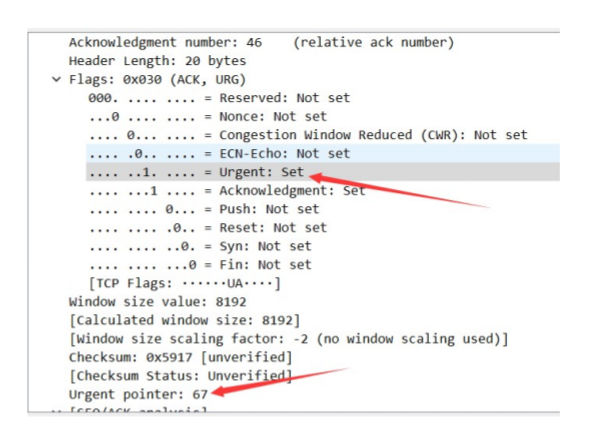 Acknowledgment number: 46 (relative ack number)
Header Length: 20 bytes
Flags: 0x030 (ACK, URG)
000. .... .... = Reserved: Not set
...0 .... .... = Nonce: Not set
.... 0... .... = Congestion Window Reduced (CWR): Not set
.... .0.. .... = ECN-Echo: Not set
.... ..1. .... = Urgent: Set
.... ...1 .... = Acknowledgment: Set
.... .... 0... = Push: Not set
.... .... .0.. = Reset: Not set
.... .... ..0. = Syn: Not set
.... .... ...0 = Fin: Not set
[TCP Flags: ······UA····]
Window size value: 8192
[Calculated window size: 8192]
[Window size scaling factor: -2 (no window scaling used)]
Checksum: 0x5917 [unverified]
[Checksum Status: Unverified]
Urgent pointer: 67
[SEQ/ACK analysis]